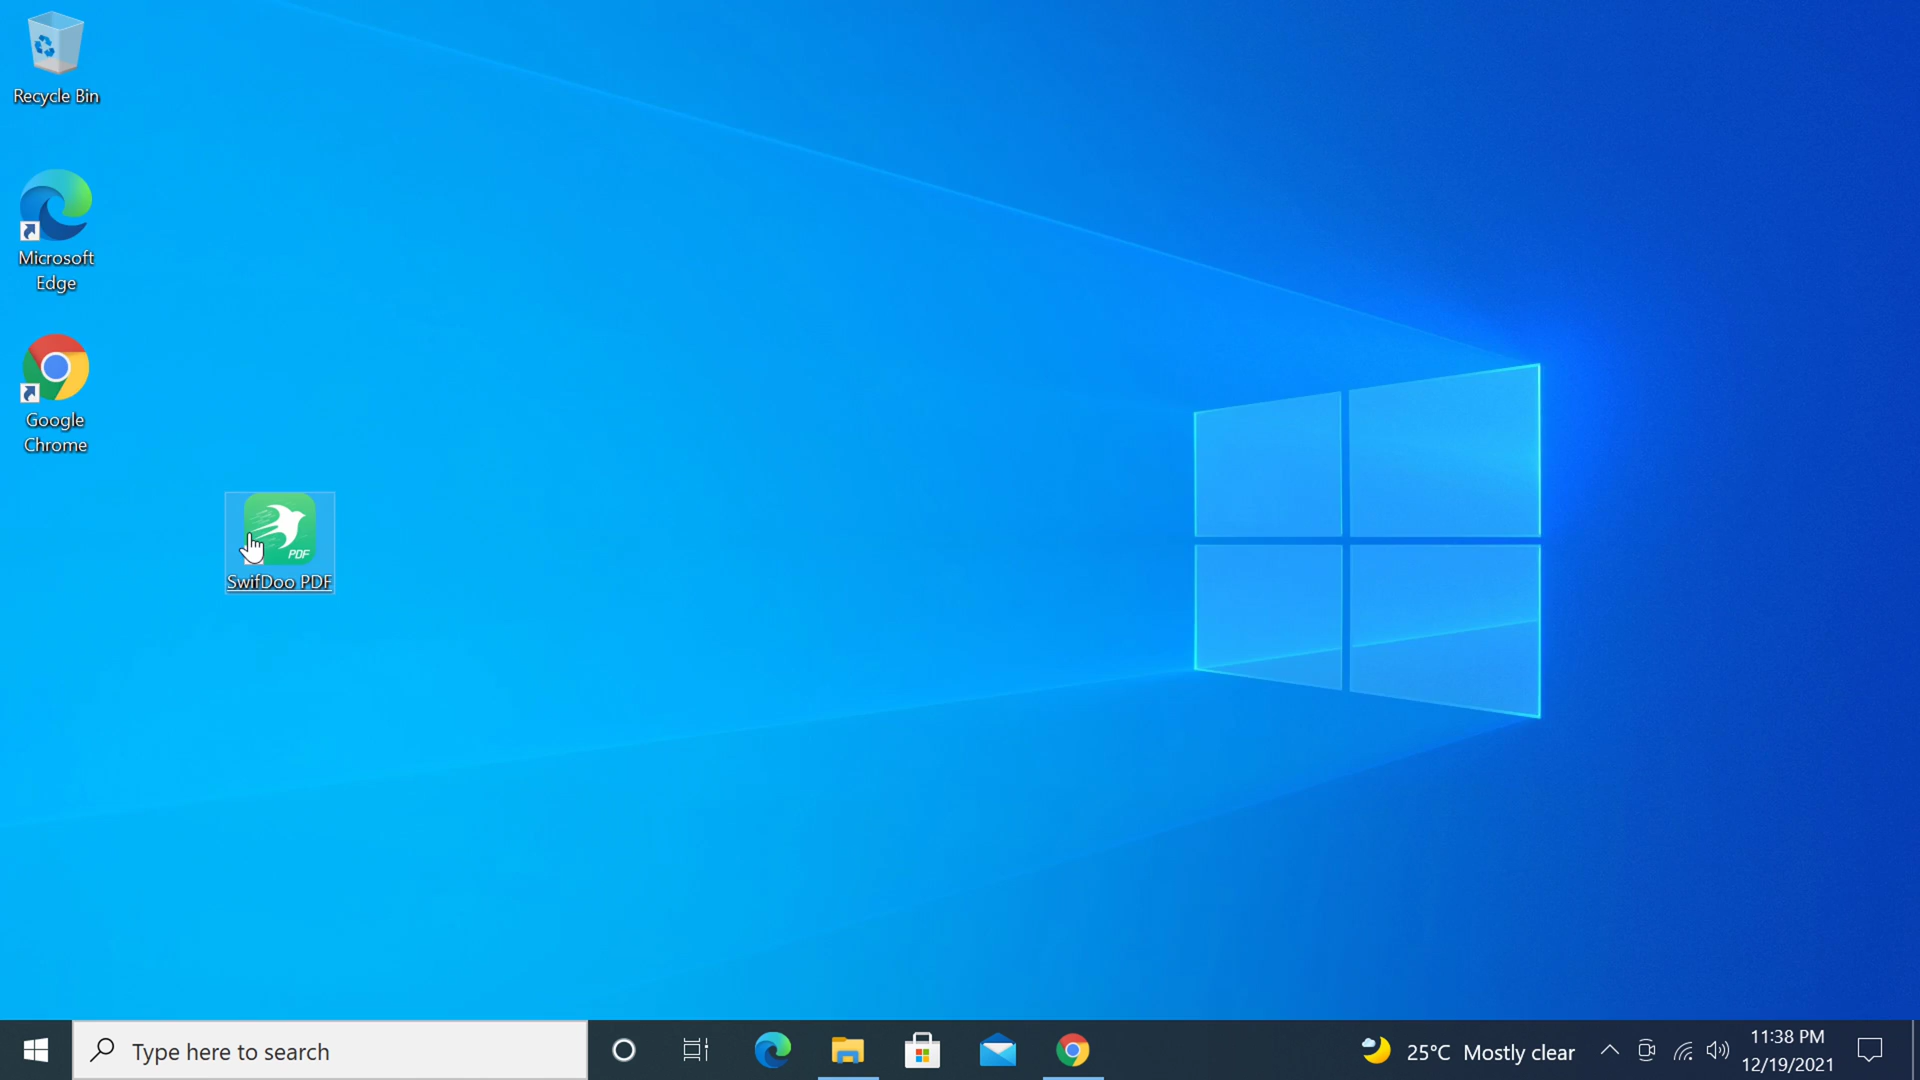 Recycle Bin
Microsoft
Edge
Google
Chrome
PDF
SwifDoo PDF
Type here to search
25°C Mostly clear
11:38 PM
12/19/2021